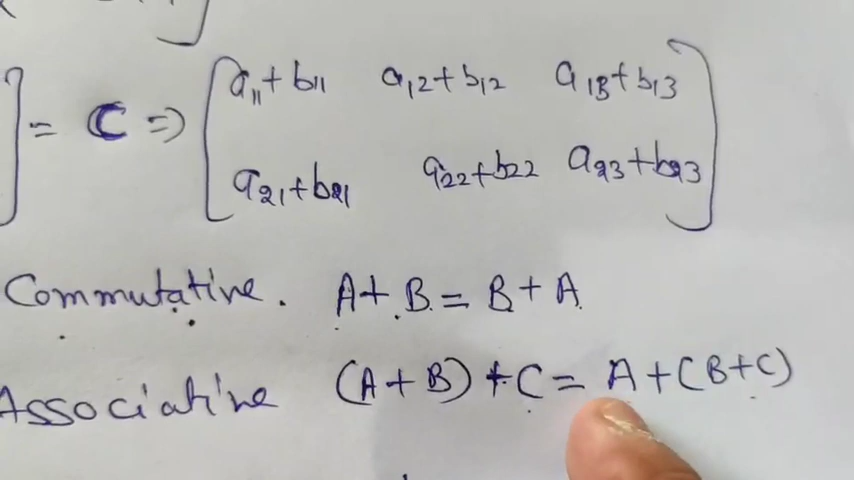 ] = C ⇒ [ a₁₁+b₁₁ a₁₂+b₁₂ a₁₃+b₁₃
a₂₁+b₂₁ a₂₂+b₂₂ a₂₃+b₂₃ ]
Commutative. A+B=B+A
Associative (A+B)+C=A+(B+C)